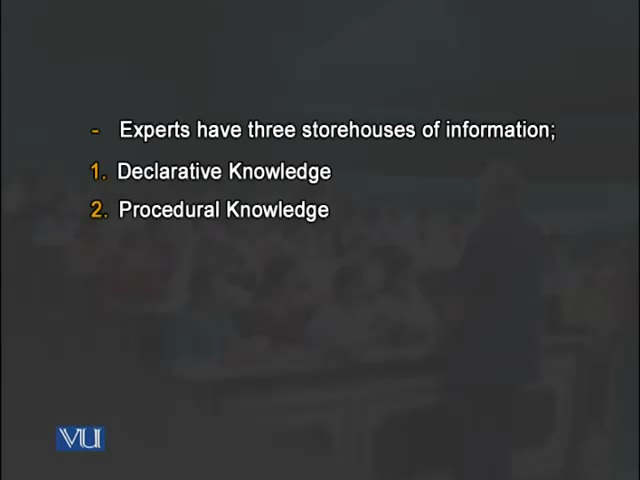 - Experts have three storehouses of information;
1. Declarative Knowledge
2. Procedural Knowledge
VU